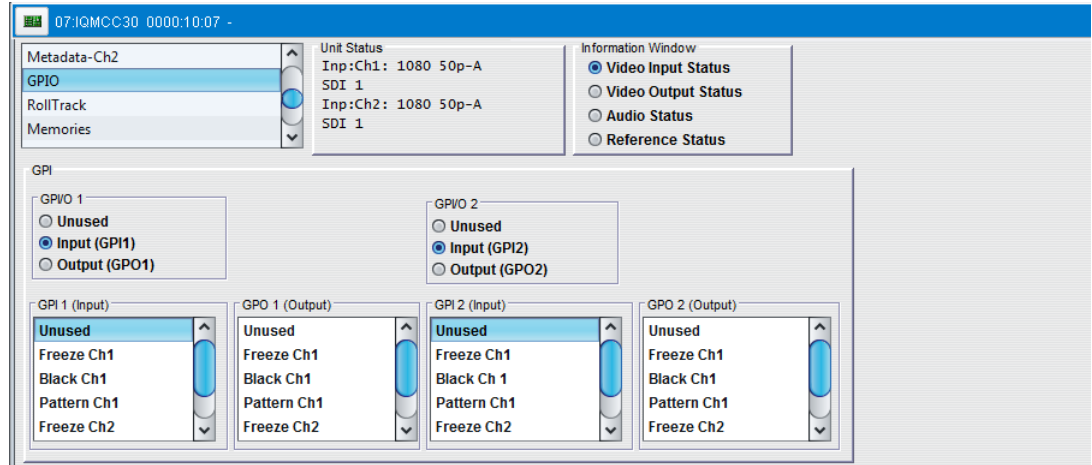 07:IQMCC30 0000:10:07 -
Metadata-Ch2
GPIO
RollTrack
Memories
Unit Status
Inp:Ch1: 1080 50p-A
SDI 1
Inp:Ch2: 1080 50p-A
SDI 1
Information Window
Video Input Status
Video Output Status
Audio Status
Reference Status
GPI
GPI/O 1
Unused
Input (GPI1)
Output (GPO1)
GPI/O 2
Unused
Input (GPI2)
Output (GPO2)
GPI 1 (Input)
Unused
Freeze Ch1
Black Ch1
Pattern Ch1
Freeze Ch2
GPO 1 (Output)
Unused
Freeze Ch1
Black Ch1
Pattern Ch1
Freeze Ch2
GPI 2 (Input)
Unused
Freeze Ch1
Black Ch 1
Pattern Ch1
Freeze Ch2
GPO 2 (Output)
Unused
Freeze Ch1
Black Ch1
Pattern Ch1
Freeze Ch2